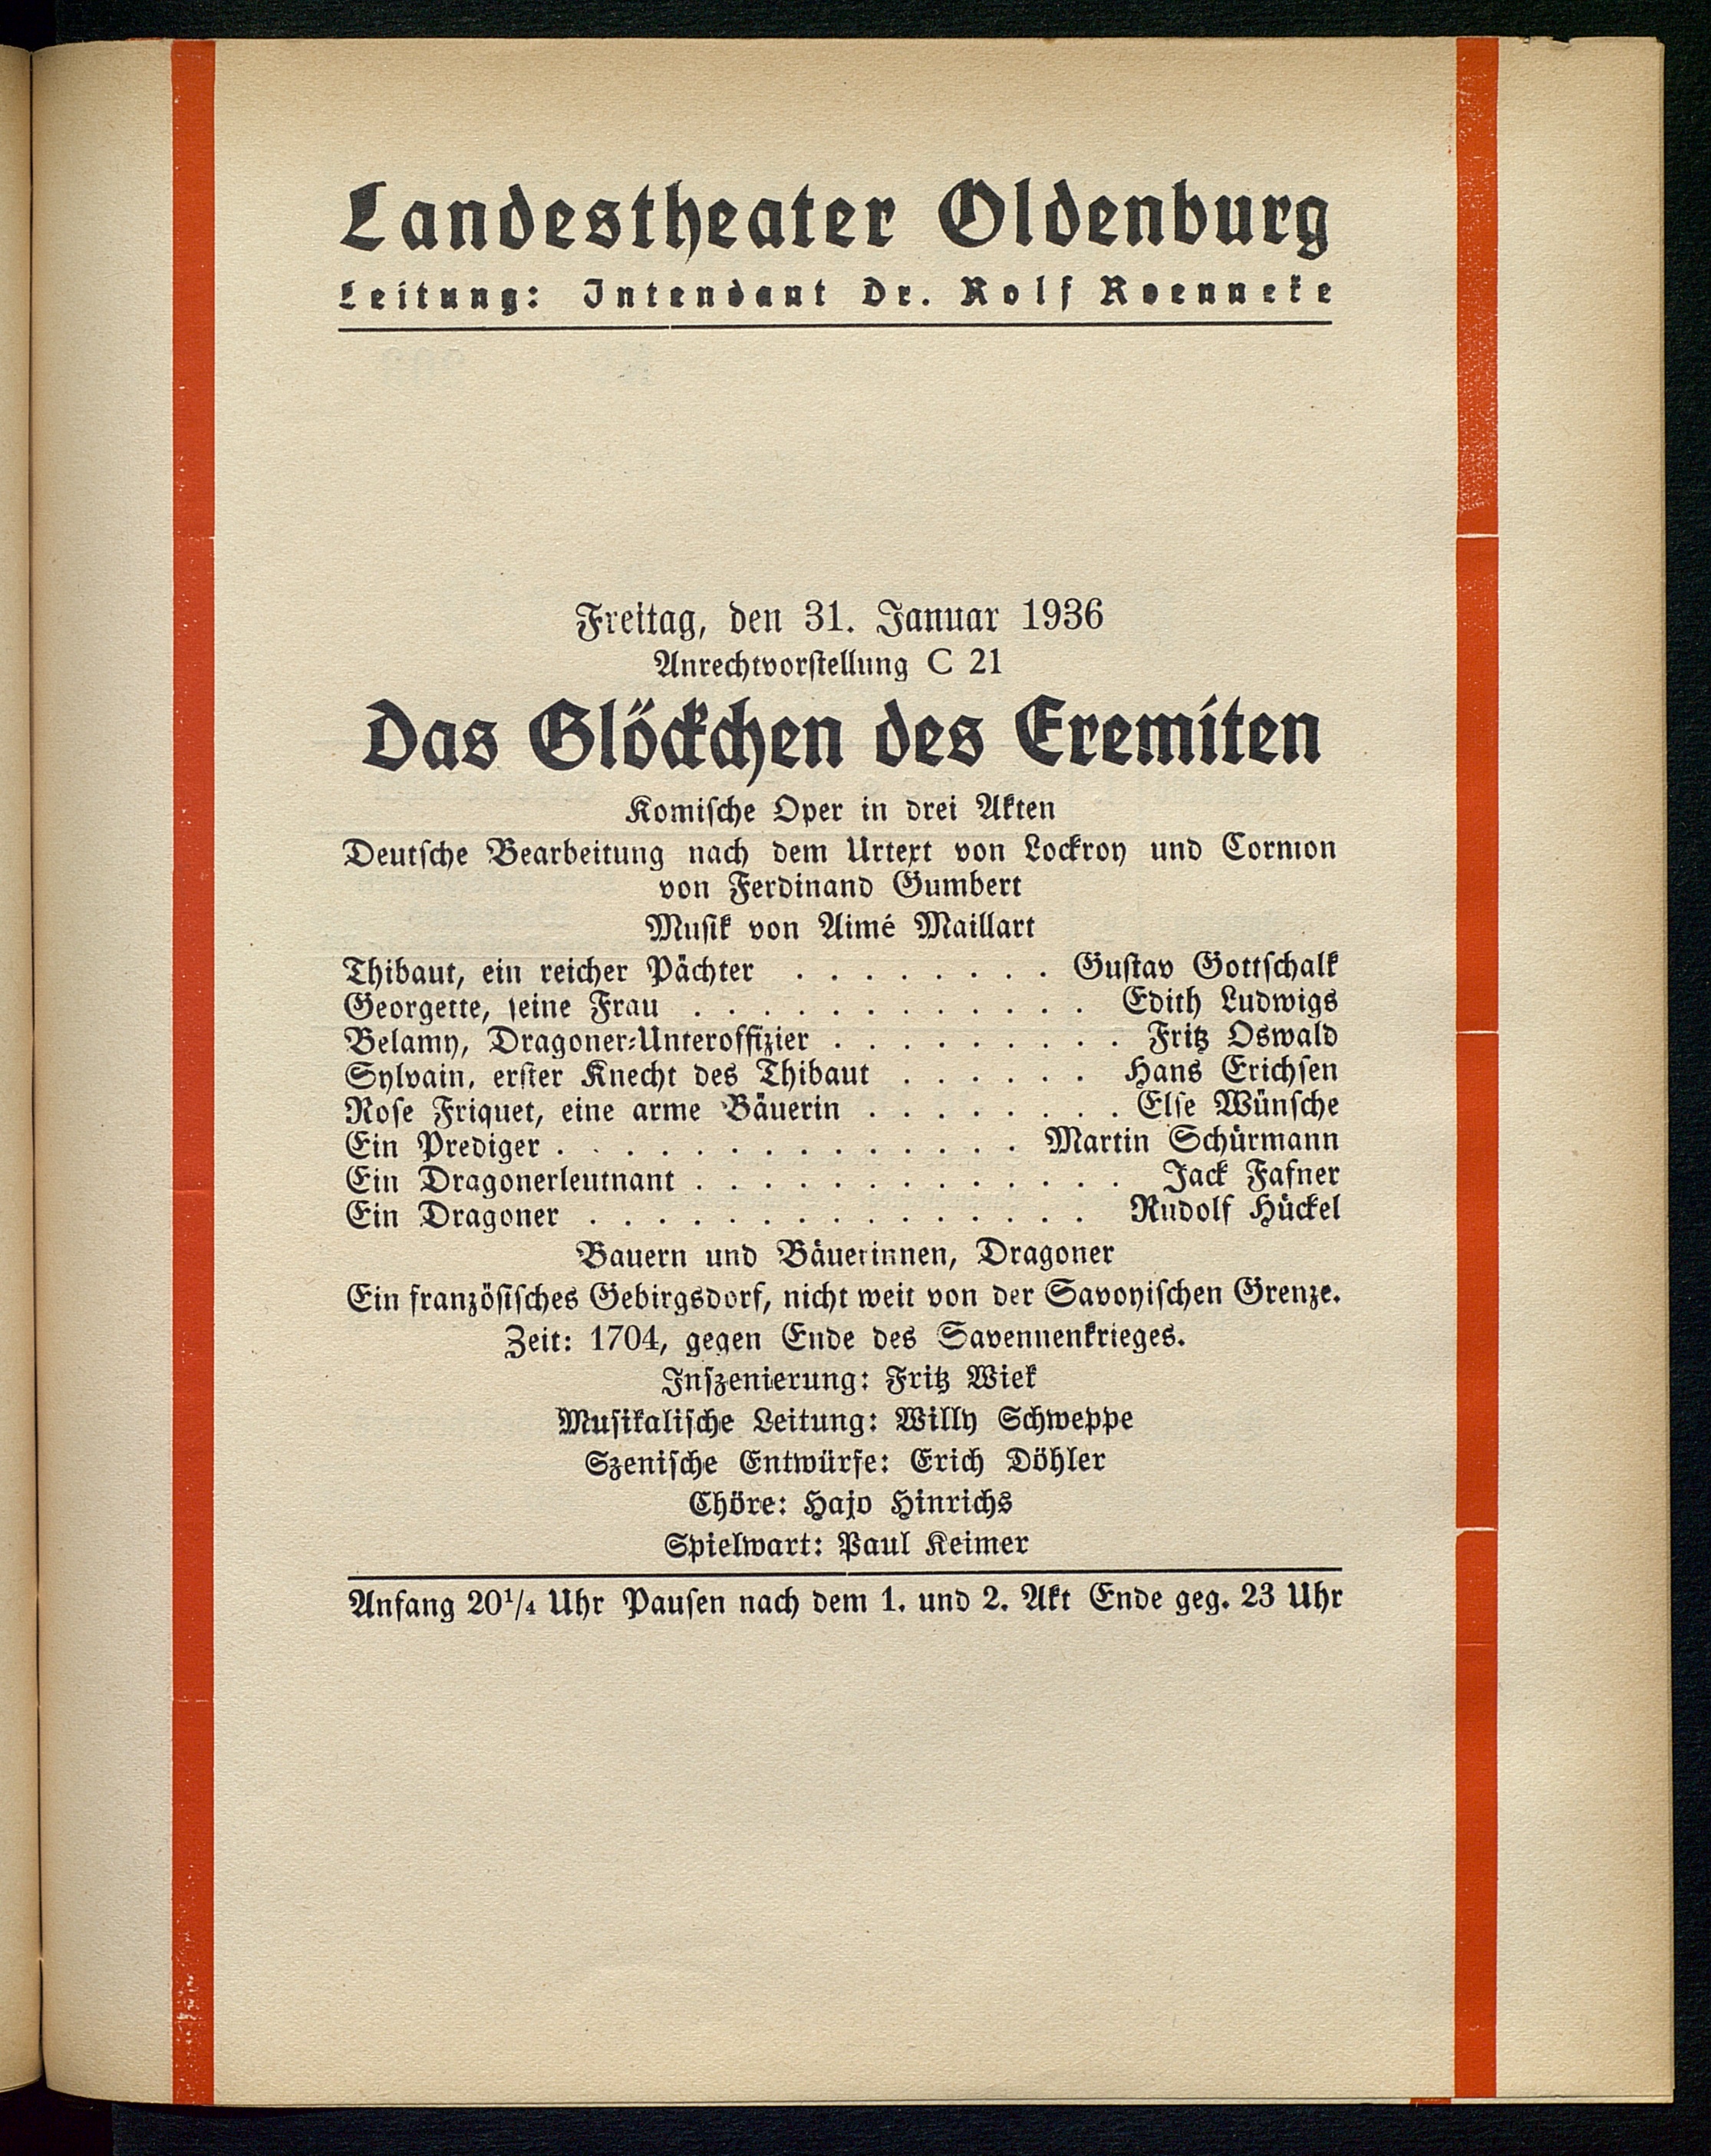 Landestheater Oldenburg
Leitung: Intendant Dr. Rolf Roenneke
Freitag, den 31. Januar 1936
Anrechtvorstellung C 21
Das Glöckchen des Eremiten
Komische Oper in drei Akten
Deutsche Bearbeitung nach dem Urtext von Lockroy und Cormon
von Ferdinand Gumbert
Musik von Aimé Maillart
Thibaut, ein reicher Pächter . . . . . . . . Gustav Gottschalk
Georgette, seine Frau . . . . . . . . . . . . Edith Ludwigs
Belamy, Dragoner-Unteroffizier . . . . . . . . . Fritz Oswald
Sylvain, erster Knecht des Thibaut . . . . . . Hans Erichsen
Rose Friquet, eine arme Bäuerin . . . . . . . . Else Wünsche
Ein Prediger . . . . . . . . . . . . . . Martin Schürmann
Ein Dragonerleutnant . . . . . . . . . . . . . Jack Fafner
Ein Dragoner . . . . . . . . . . . . . . . Rudolf Hückel
Bauern und Bäuerinnen, Dragoner
Ein französisches Gebirgsdorf, nicht weit von der Savoyischen Grenze.
Zeit: 1704, gegen Ende des Savennenkrieges.
Inszenierung: Fritz Wiek
Musikalische Leitung: Willy Schweppe
Szenische Entwürfe: Erich Döhler
Chöre: Hajo Hinrichs
Spielwart: Paul Keimer
Anfang 20¹/₄ Uhr Pausen nach dem 1. und 2. Akt Ende geg. 23 Uhr